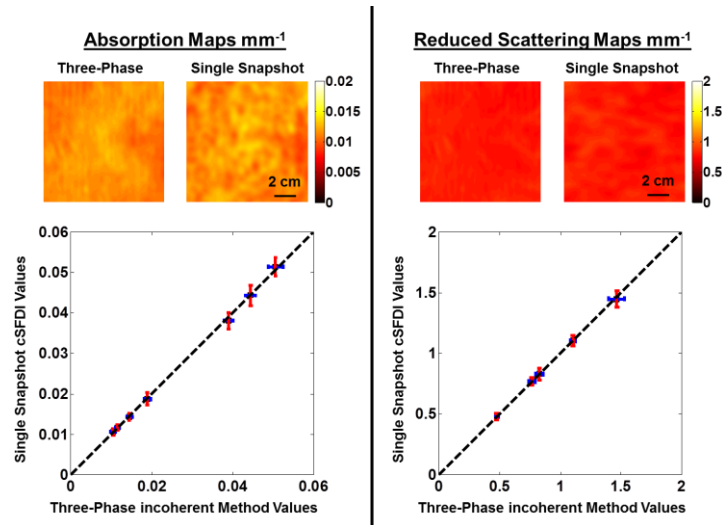 Absorption Maps mm-1
Three-Phase
Single Snapshot
0.02
0.015
0.01
0.005
0
2 cm
Single Snapshot cSFDI Values
0.06
0.05
0.04
0.03
0.02
0.01
0
0
0.02
0.04
0.06
Three-Phase incoherent Method Values
Reduced Scattering Maps mm-1
Three-Phase
Single Snapshot
2
1.5
1
0.5
0
2 cm
Single Snapshot cSFDI Values
2
1.5
1
0.5
0
0
0.5
1
1.5
2
Three-Phase incoherent Method Values